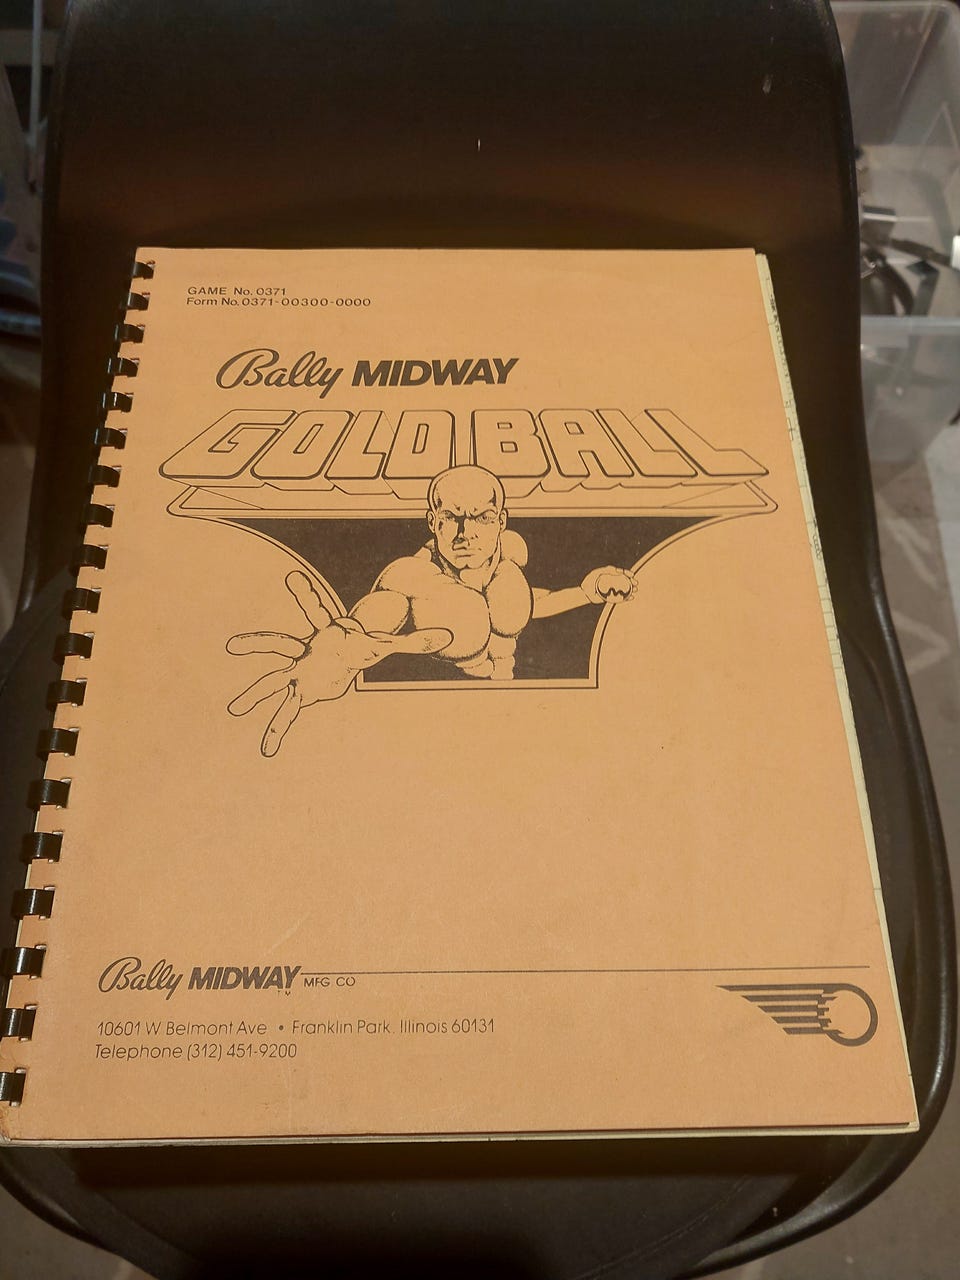 GAME No. 0371
Form No. 0371-00300-0000
Bally MIDWAY
GOLD BALL
Bally MIDWAY MFG. CO
TM
10601 W Belmont Ave • Franklin Park, Illinois 60131
Telephone (312) 451-9200